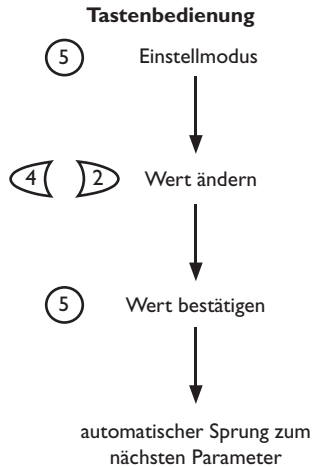 Tastenbedienung
5 Einstellmodus
4 2 Wert ändern
5 Wert bestätigen
automatischer Sprung zum
nächsten Parameter